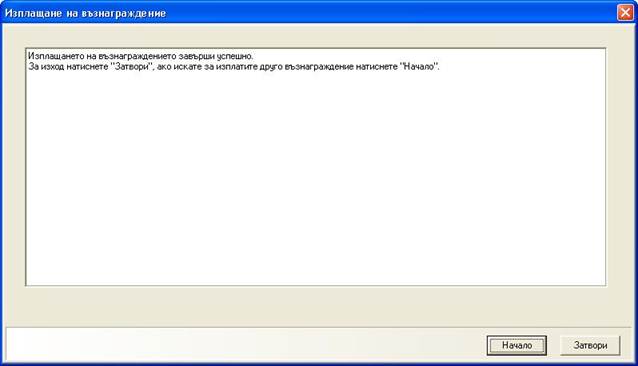 Изплащане на възнаграждение
Изплащането на възнаграждението завърши успешно.
За изход натиснете "Затвори", ако искате за изплатите друго възнаграждение натиснете "Начало".
Начало
Затвори